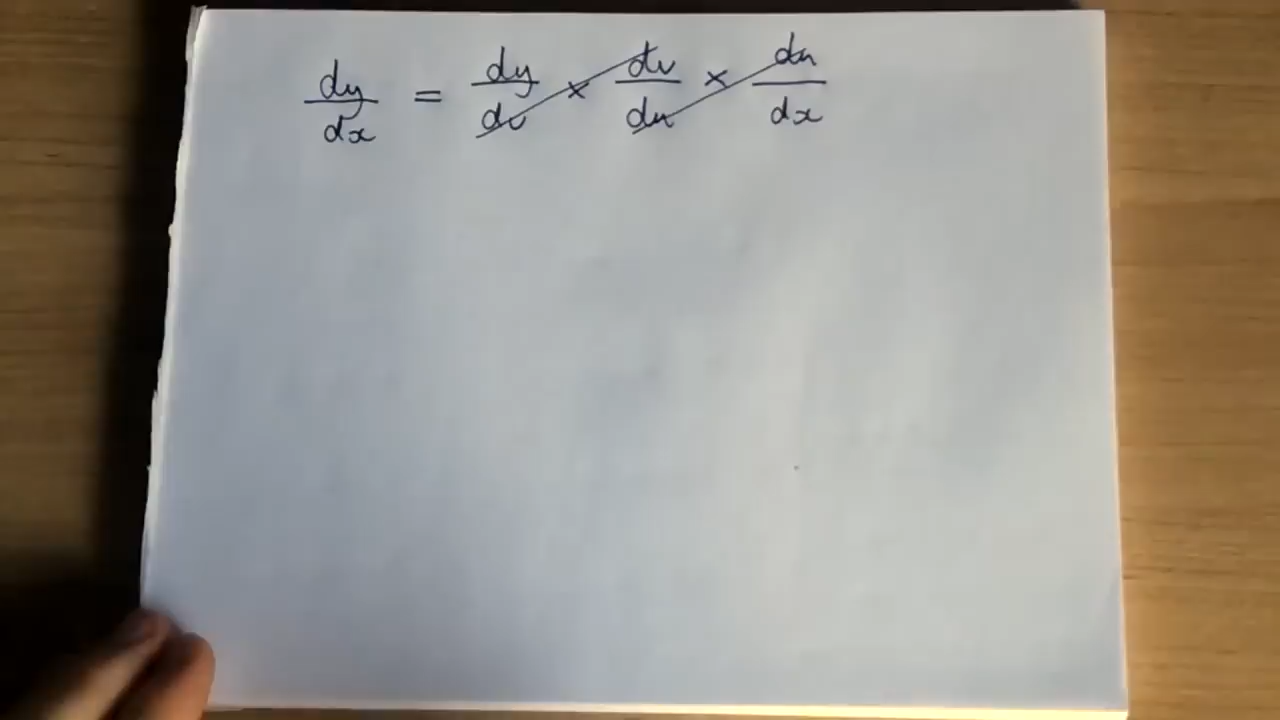 dy/dx = dy/dv × dv/du × du/dx